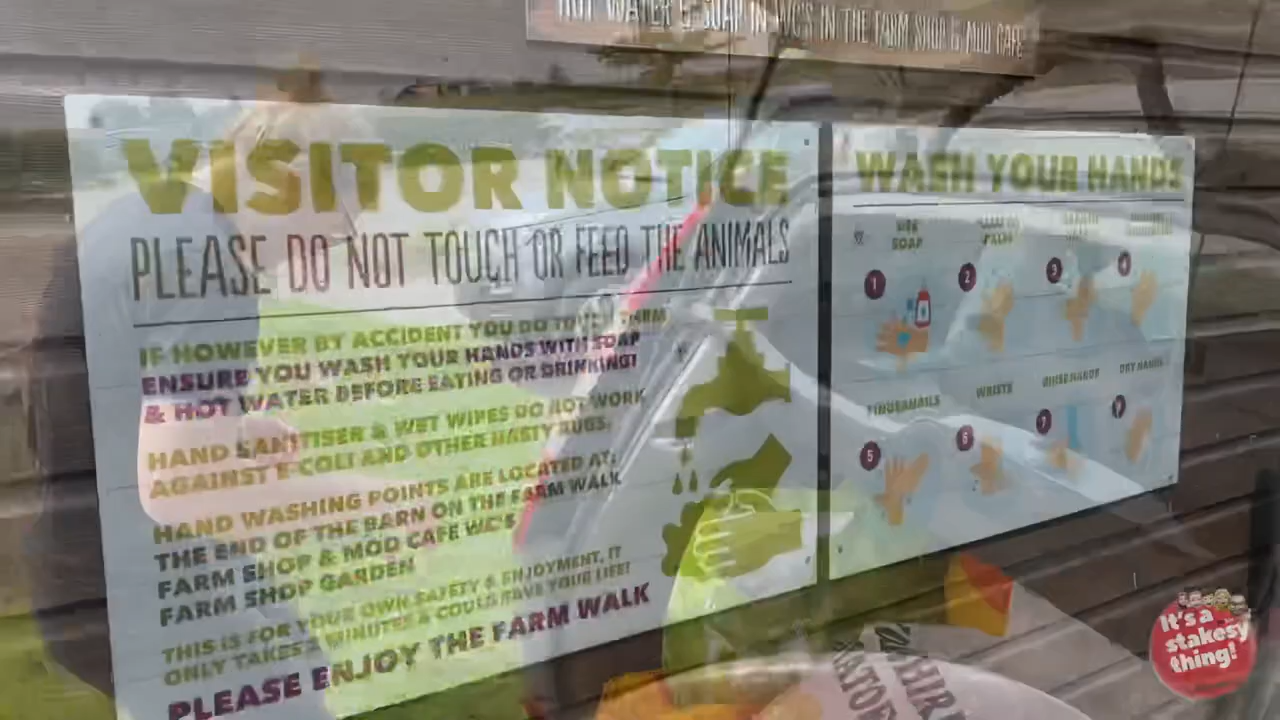 HOT WATER & SOAP IN WC'S IN THE FARM SHOP & MUD CAFE
VISITOR NOTICE
PLEASE DO NOT TOUCH OR FEED THE ANIMALS
IF HOWEVER BY ACCIDENT YOU DO TOUCH THEM
ENSURE YOU WASH YOUR HANDS WITH SOAP
& HOT WATER BEFORE EATING OR DRINKING!
HAND SANITISER & WET WIPES DO NOT WORK
AGAINST E-COLI AND OTHER NASTY BUGS.
HAND WASHING POINTS ARE LOCATED AT:
THE END OF THE BARN ON THE FARM WALK
FARM SHOP & MUD CAFE WC'S
FARM SHOP GARDEN
THIS IS FOR YOUR OWN SAFETY & ENJOYMENT, IT
ONLY TAKES 2 MINUTES & COULD SAVE YOUR LIFE!
PLEASE ENJOY THE FARM WALK
WASH YOUR HANDS
USE
SOAP
PALM
1
2
3
4
FINGERNAILS
WRISTS
RINSE HANDS
DRY HANDS
5
6
7
It's a
stakesy
thing!